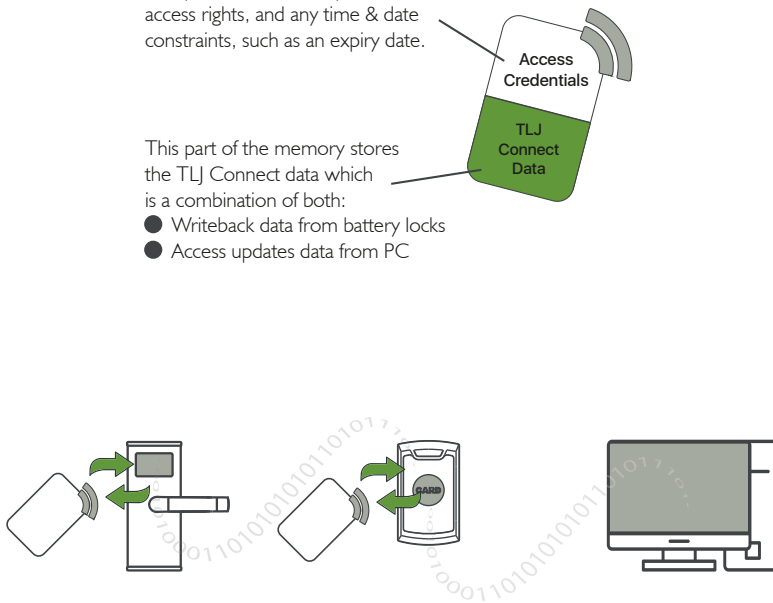 access rights, and any time & date
constraints, such as an expiry date.
Access
Credentials
TLJ
Connect
Data
This part of the memory stores
the TLJ Connect data which
is a combination of both:
● Writeback data from battery locks
● Access updates data from PC
CARD